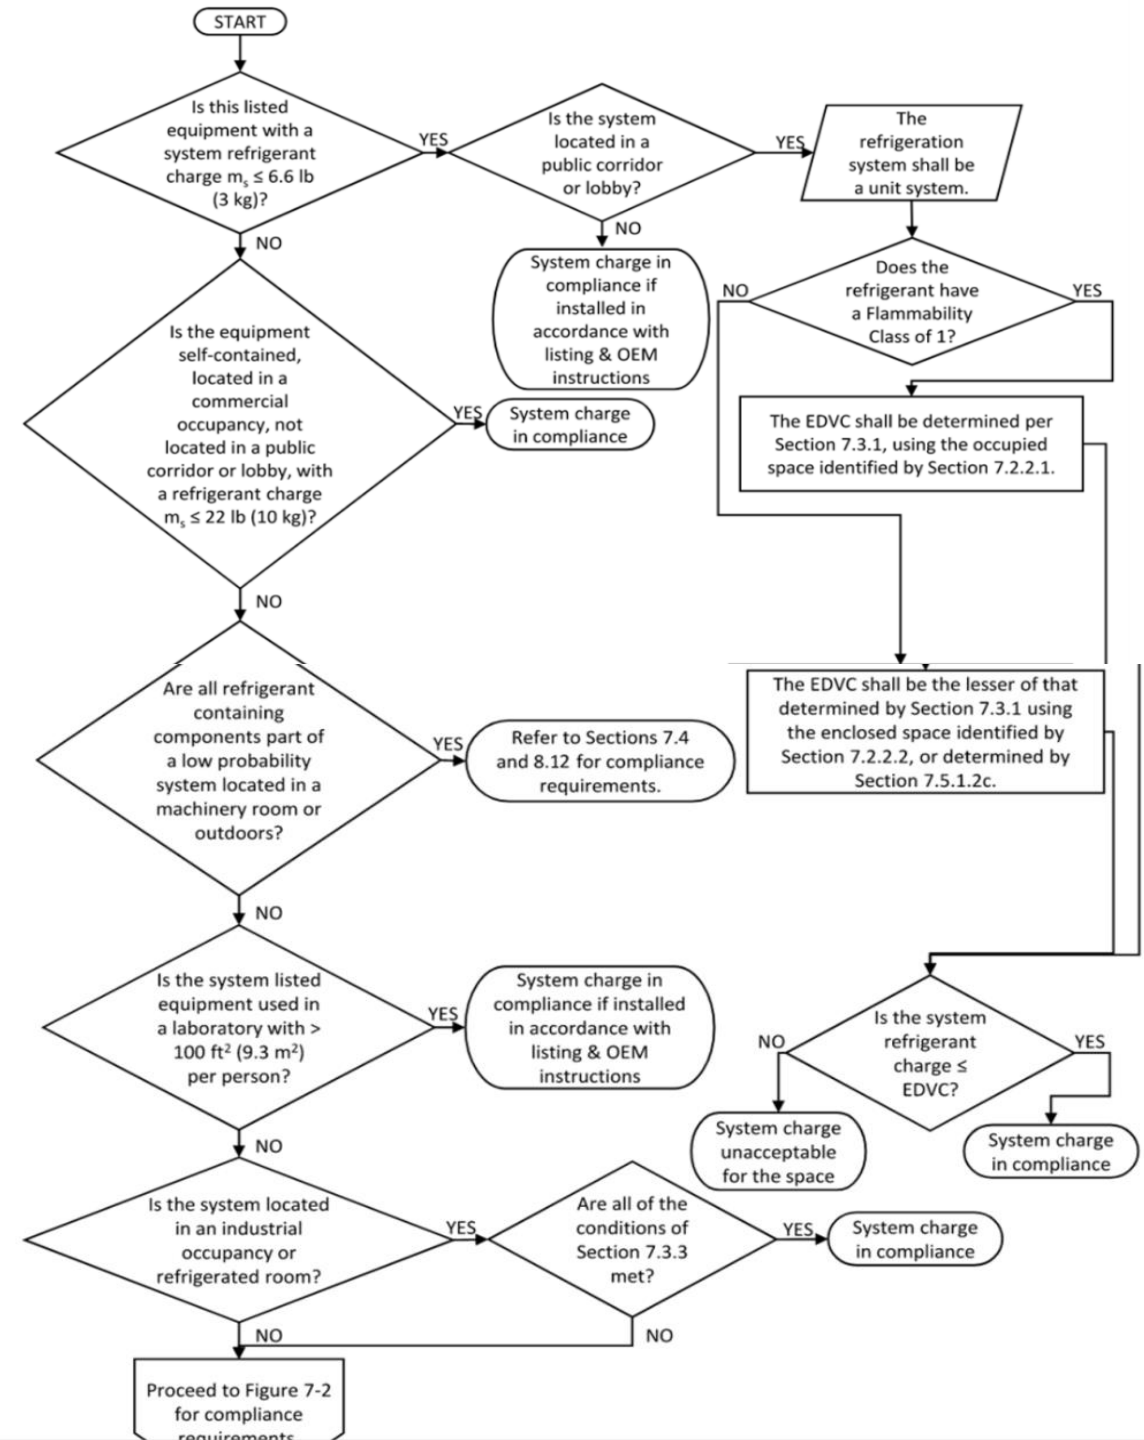 START
Is this listed
equipment with a
system refrigerant
charge mₛ ≤ 6.6 lb
(3 kg)?
YES
NO
Is the system
located in a
public corridor
or lobby?
YES
NO
The
refrigeration
system shall be
a unit system.
System charge in
compliance if
installed in
accordance with
listing & OEM
instructions
Does the
refrigerant have
a Flammability
Class of 1?
NO
YES
Is the equipment
self-contained,
located in a
commercial
occupancy, not
located in a public
corridor or lobby, with
a refrigerant charge
mₛ ≤ 22 lb (10 kg)?
YES
NO
System charge
in compliance
The EDVC shall be determined per
Section 7.3.1, using the occupied
space identified by Section 7.2.2.1.
Are all refrigerant
containing
components part of
a low probability
system located in a
machinery room or
outdoors?
YES
NO
Refer to Sections 7.4
and 8.12 for compliance
requirements.
The EDVC shall be the lesser of that
determined by Section 7.3.1 using
the enclosed space identified by
Section 7.2.2.2, or determined by
Section 7.5.1.2c.
Is the system listed
equipment used in
a laboratory with >
100 ft² (9.3 m²)
per person?
YES
NO
System charge in
compliance if installed
in accordance with
listing & OEM
instructions
Is the system
refrigerant
charge ≤
EDVC?
NO
YES
System charge
unacceptable
for the space
System charge
in compliance
Is the system located
in an industrial
occupancy or
refrigerated room?
YES
NO
Are all of the
conditions of
Section 7.3.3
met?
YES
NO
System charge
in compliance
Proceed to Figure 7-2
for compliance
requirements